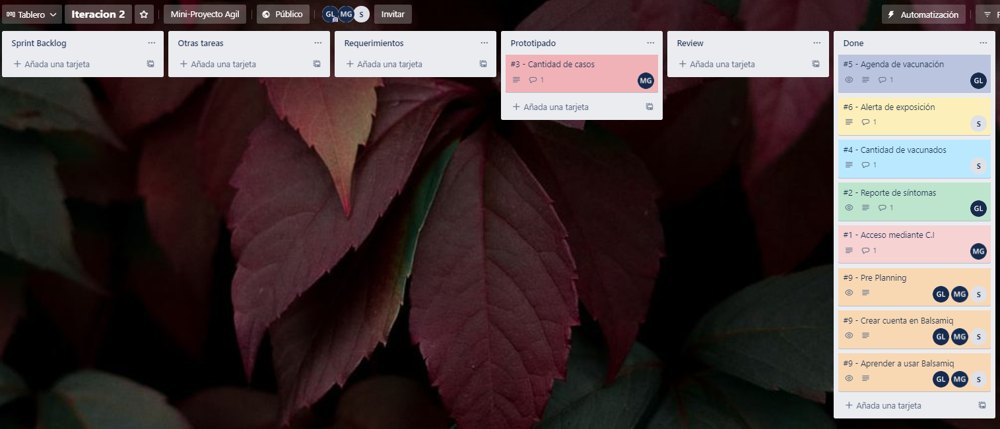 Tablero
Iteracion 2
Mini-Proyecto Agil
Público
GL MG S
Invitar
Automatización
Sprint Backlog
Añada una tarjeta
Otras tareas
Añada una tarjeta
Requerimientos
Añada una tarjeta
Prototipado
#3 - Cantidad de casos
1
MG
Añada una tarjeta
Review
Añada una tarjeta
Done
#5 - Agenda de vacunación
1
GL
#6 - Alerta de exposición
1
S
#4 - Cantidad de vacunados
1
S
#2 - Reporte de síntomas
1
GL
#1 - Acceso mediante C.I
1
MG
#9 - Pre Planning
GL MG S
#9 - Crear cuenta en Balsamiq
GL MG S
#9 - Aprender a usar Balsamiq
GL MG S
Añada una tarjeta